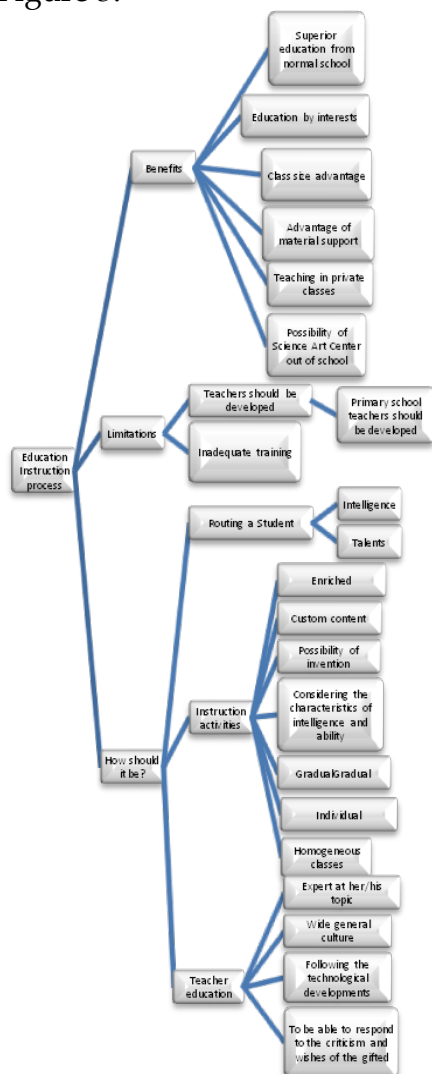 Superior
education from
normal school
Education by interests
Benefits
Class size advantage
Advantage of
material support
Teaching in private
classes
Possibility of
Science Art Center
out of school
Teachers should be
developed
Primary school
teachers should
be developed
Limitations
Inadequate training
Education
Instruction
process
Routing a Student
Intelligence
Talents
Enriched
Custom content
Possibility of
invention
Instruction
activities
Considering the
characteristics of
intelligence and
ability
How should
it be?
GradualGradual
Individual
Homogeneous
classes
Expert at her/his
topic
Wide general
culture
Teacher
education
Following the
technological
developments
To be able to respond
to the criticism and
wishes of the gifted